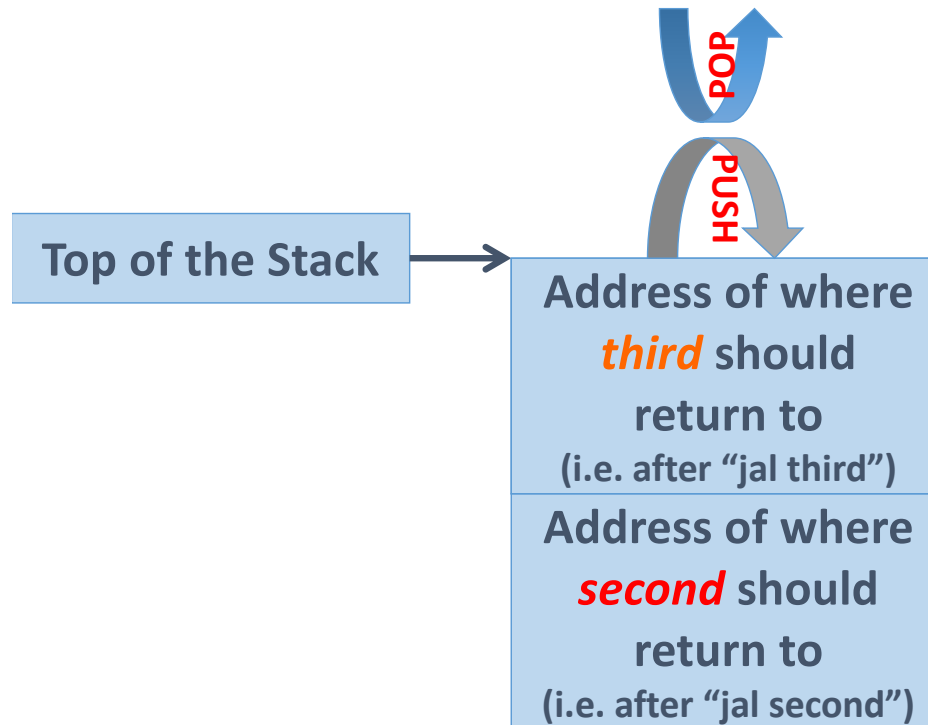 POP
PUSH
Top of the Stack
Address of where
third should
return to
(i.e. after “jal third”)
Address of where
second should
return to
(i.e. after “jal second”)